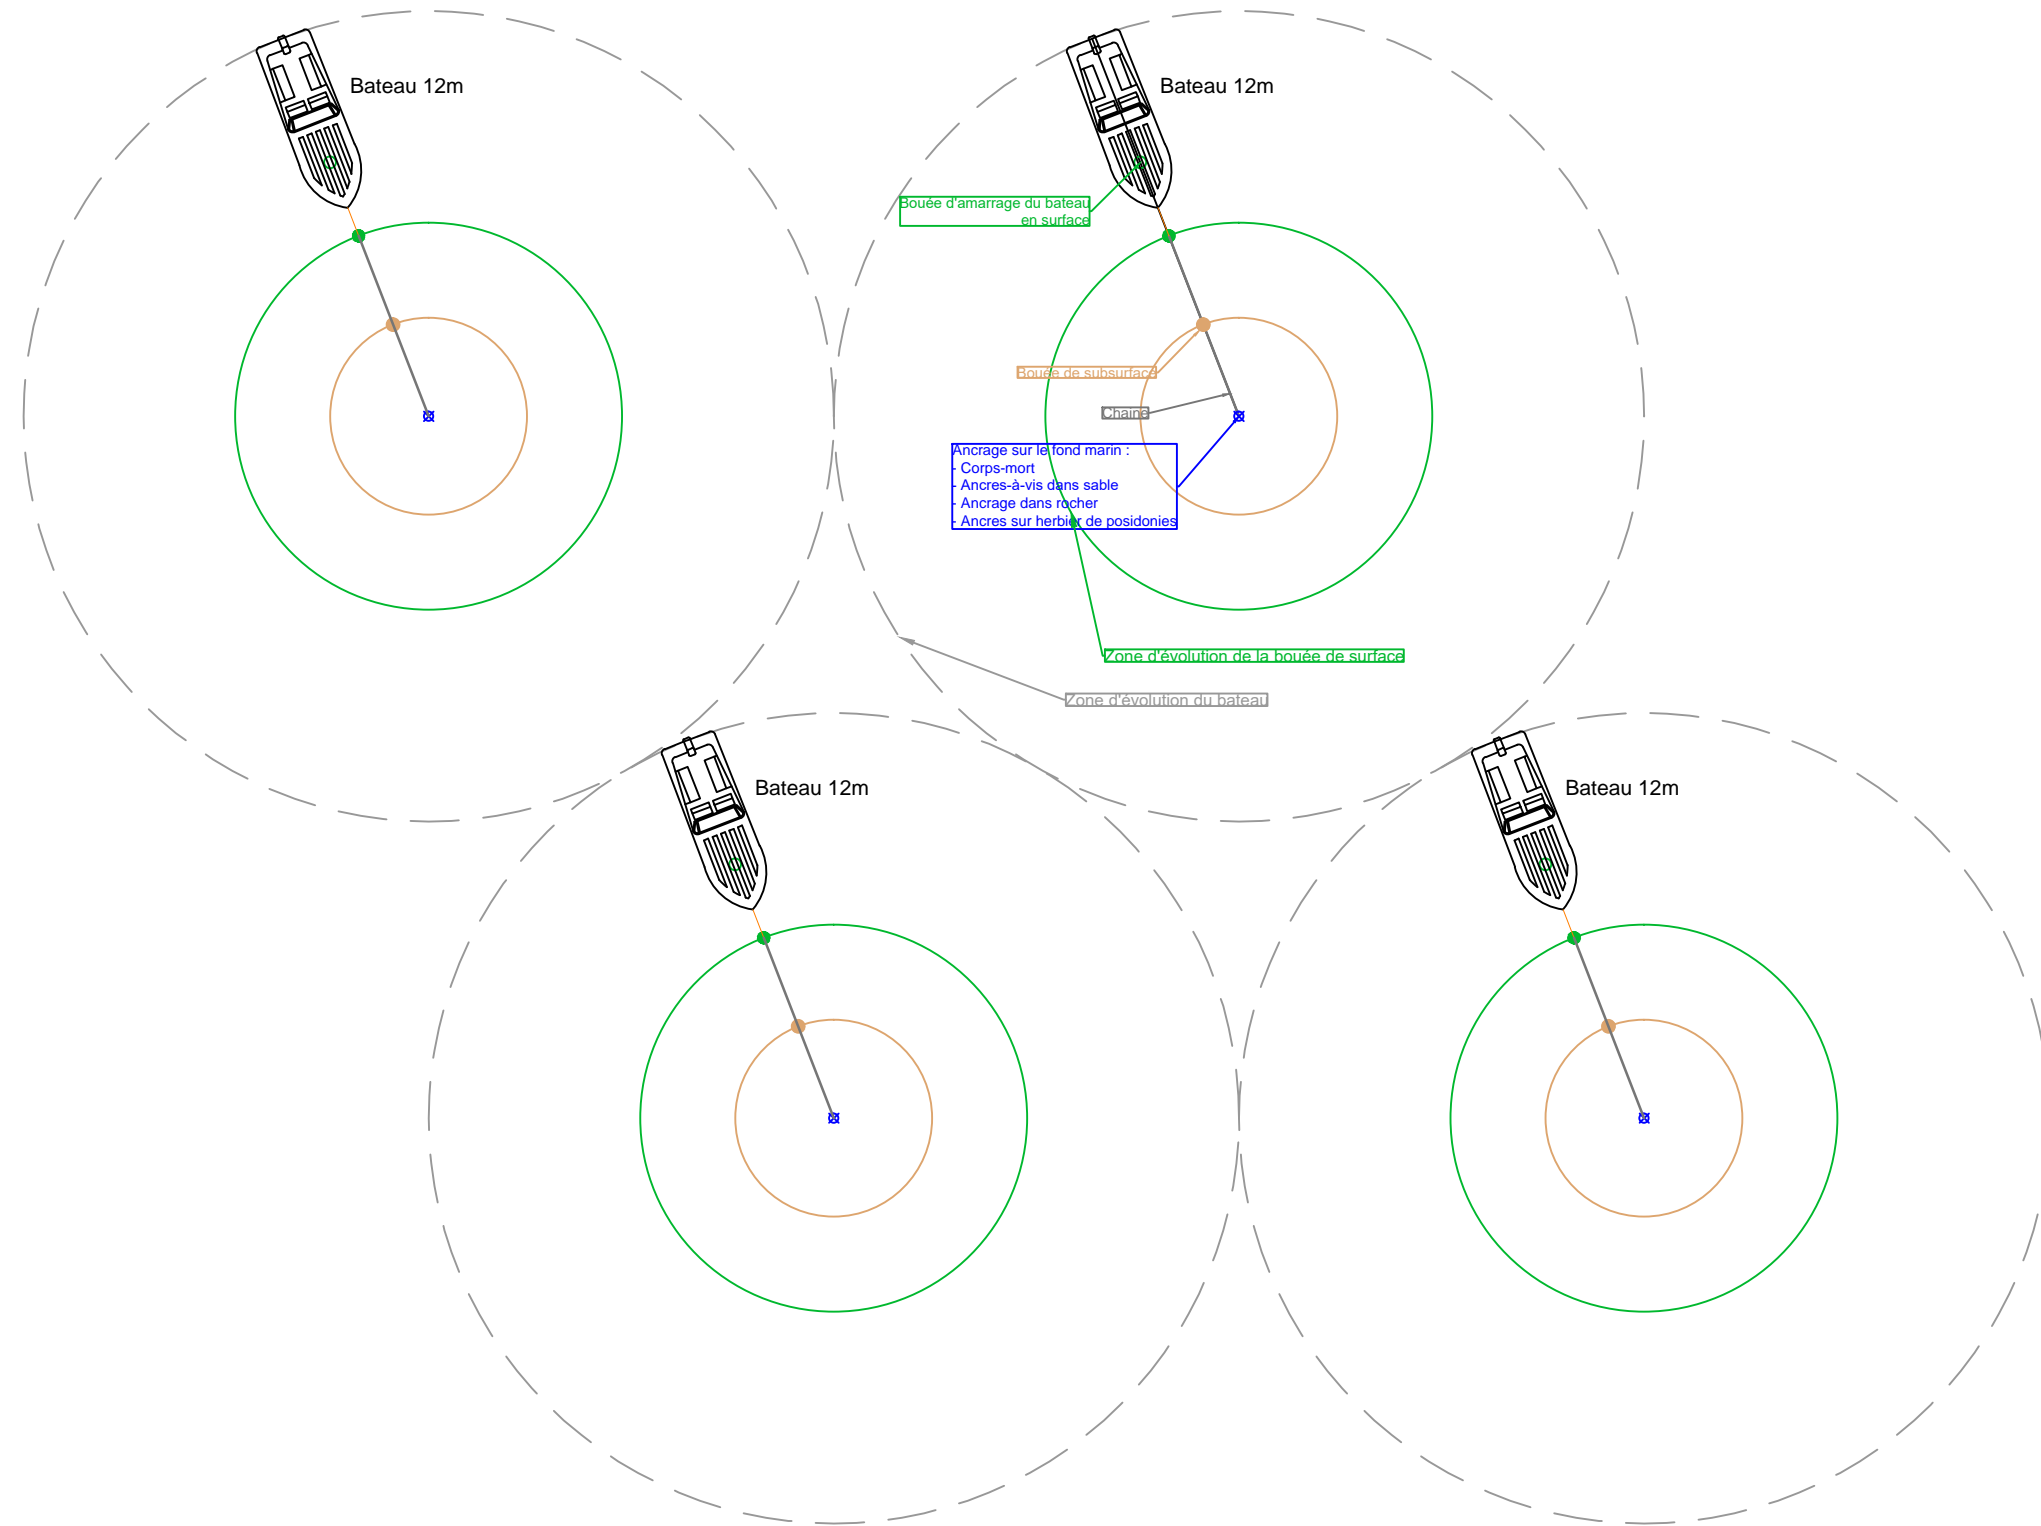 Bateau 12m
Bateau 12m
Bouée d'amarrage du bateau
en surface
Bouée de subsurface
Chaine
Ancrage sur le fond marin :
- Corps-mort
- Ancres-à-vis dans sable
- Ancrage dans rocher
- Ancres sur herbier de posidonies
Zone d'évolution de la bouée de surface
Zone d'évolution du bateau
Bateau 12m
Bateau 12m